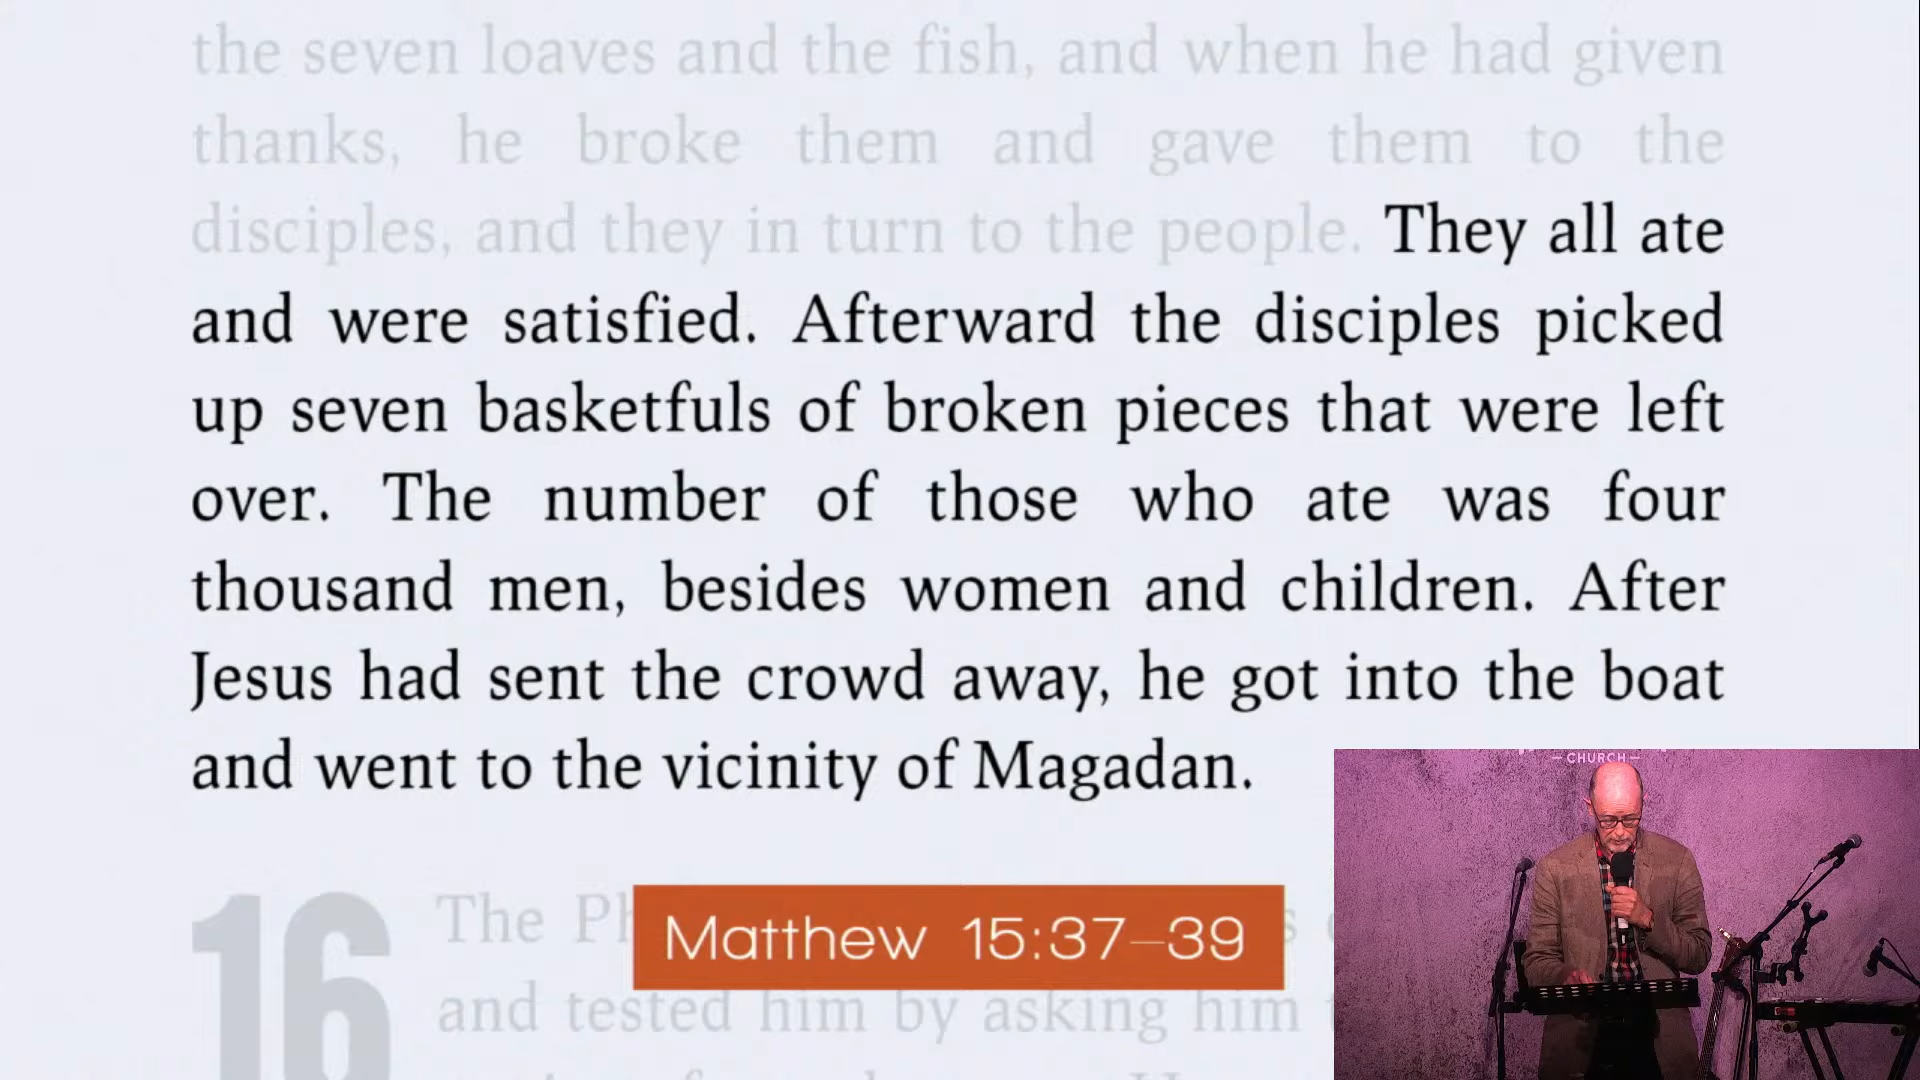 the seven loaves and the fish, and when he had given
thanks, he broke them and gave them to the
disciples, and they in turn to the people. They all ate
and were satisfied. Afterward the disciples picked
up seven basketfuls of broken pieces that were left
over. The number of those who ate was four
thousand men, besides women and children. After
Jesus had sent the crowd away, he got into the boat
and went to the vicinity of Magadan.
16
The
Matthew 15:37–39
and tested him by asking him
CHURCH